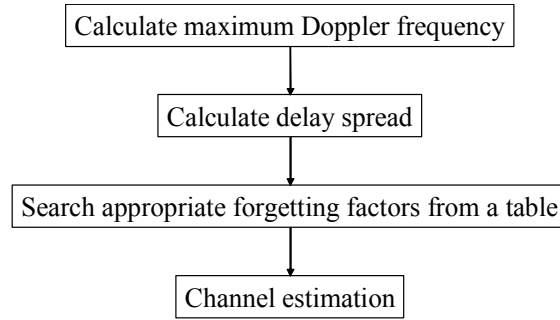 Calculate maximum Doppler frequency
Calculate delay spread
Search appropriate forgetting factors from a table
Channel estimation